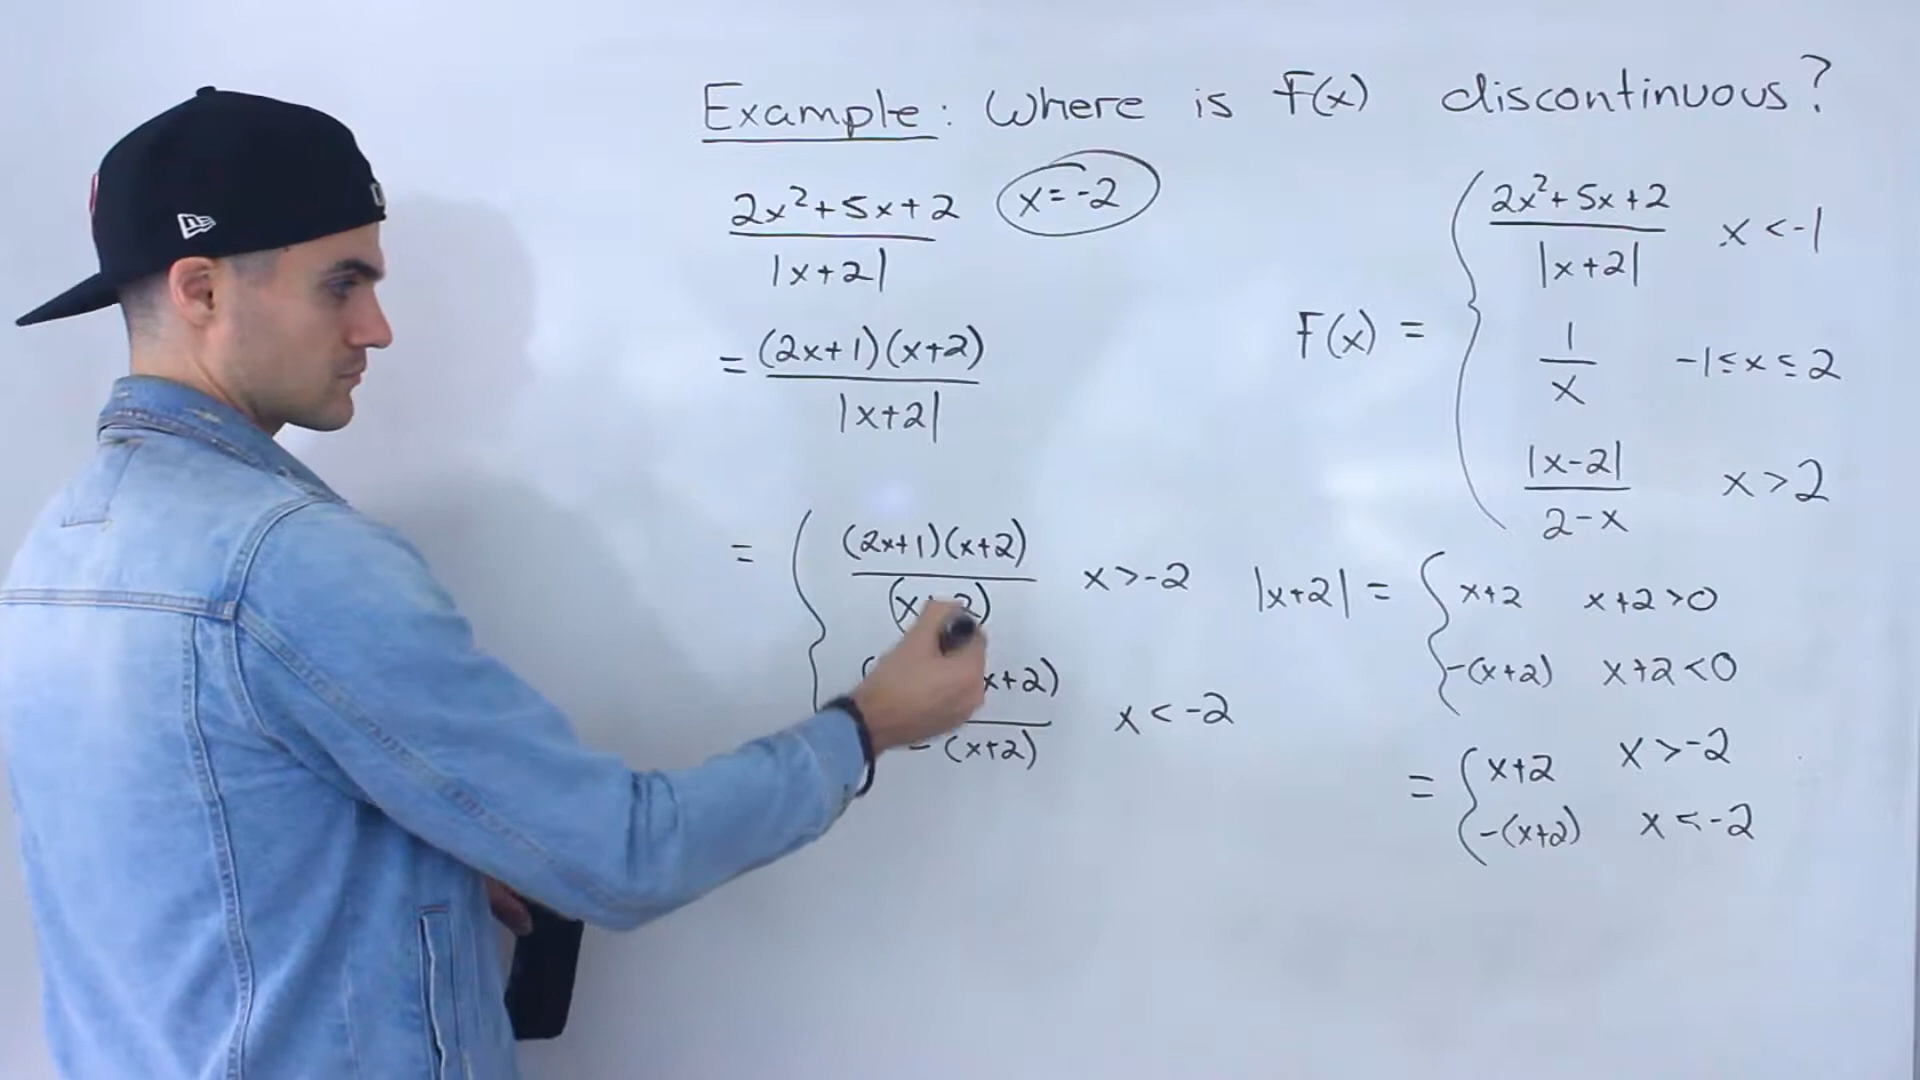 Example: Where is F(x) discontinuous?
2x²+5x+2
|x+2|
x=-2
= (2x+1)(x+2)
|x+2|
= { (2x+1)(x+2)
(x+2)
x>-2
x+2)
-(x+2)
x<-2
F(x) = {
2x²+5x+2
|x+2|
x<-1
1
x
-1≤x≤2
|x-2|
2-x
x>2
|x+2| = { x+2 x+2>0
-(x+2) x+2<0
= { x+2 x>-2
-(x+2) x<-2